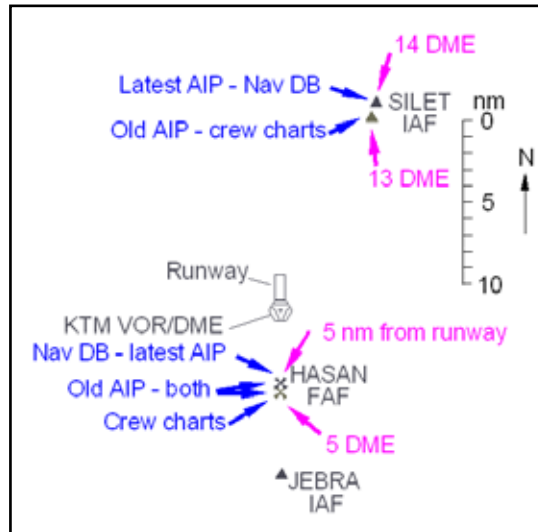 14 DME
Latest AIP - Nav DB
SILET
IAF
nm
0
Old AIP - crew charts
N
13 DME
5
Runway
10
KTM VOR/DME
5 nm from runway
Nav DB - latest AIP
HASAN
FAF
Old AIP - both
Crew charts
5 DME
JEBRA
IAF